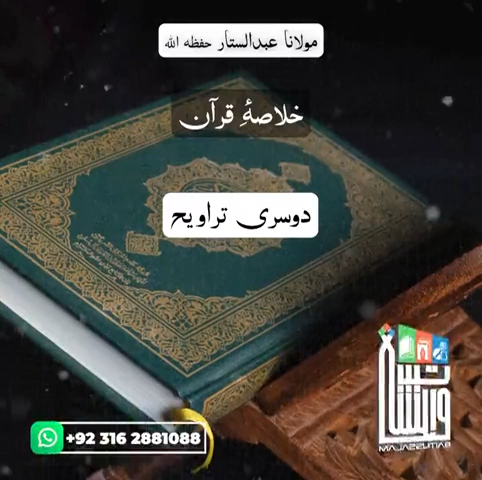 مولانا عبدالستار حفظہ اللہ
خلاصۂِ قرآن
دوسری تراویح
+92 316 2881088